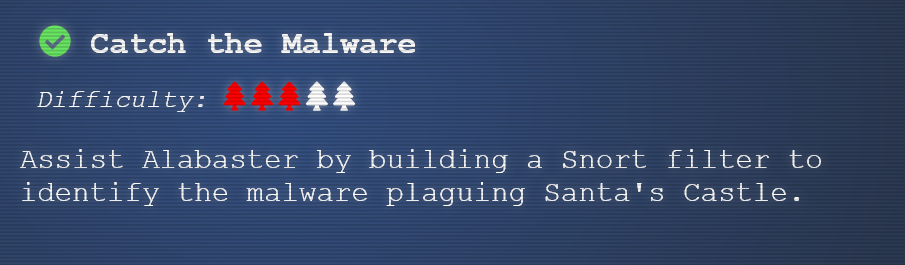 Catch the Malware
Difficulty:
Assist Alabaster by building a Snort filter to
identify the malware plaguing Santa's Castle.